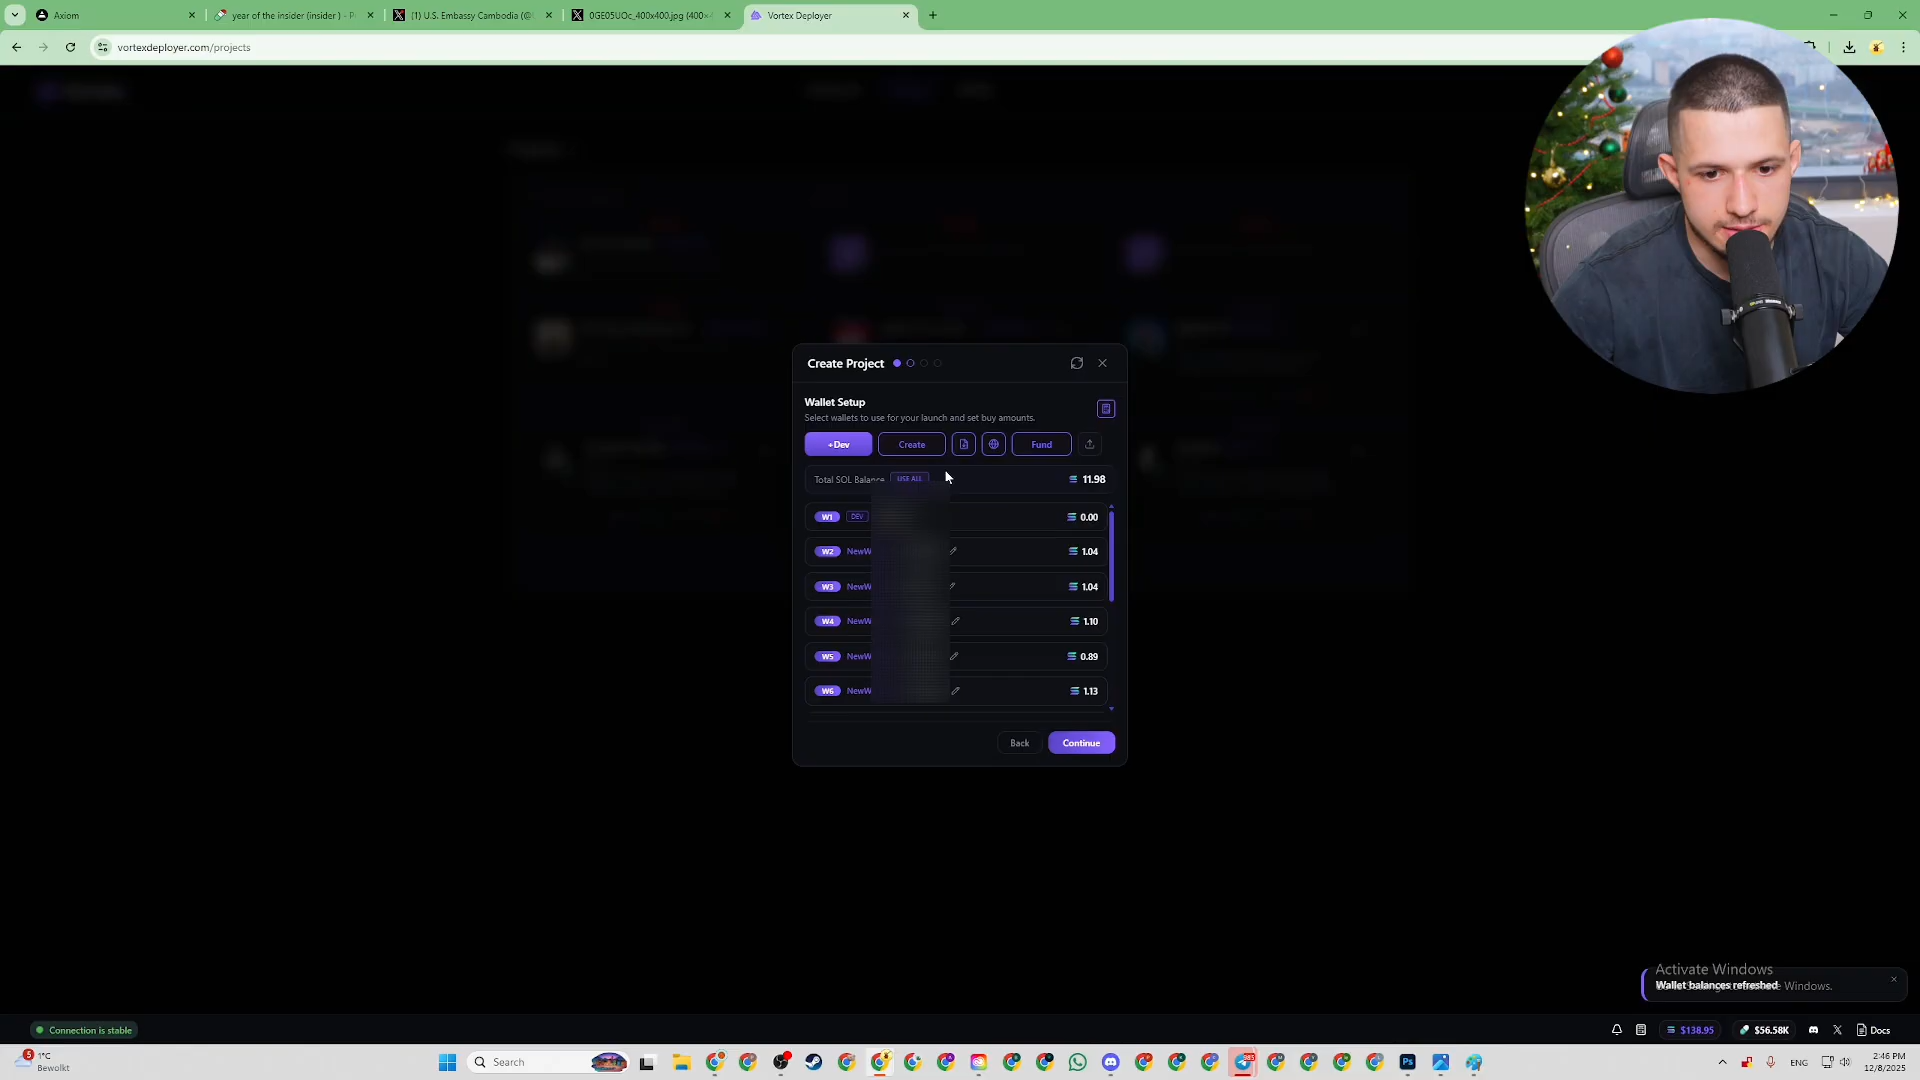 Axiom
year of the insider (insider ) - P
(1) U.S. Embassy Cambodia (@
0GE05UOc_400x400.jpg (400×
Vortex Deployer
vortexdeployer.com/projects
Create Project
Wallet Setup
Select wallets to use for your launch and set buy amounts.
+Dev
Create
Fund
Total SOL Balance
USE ALL
11.98
W1
DEV
0.00
W2
NewW
1.04
W3
NewW
1.04
W4
NewW
1.10
W5
NewW
0.89
W6
NewW
1.13
Back
Continue
Activate Windows
Wallet balances refreshed
Windows.
Connection is stable
$138.95
$56.58K
Docs
5
1°C
Bewolkt
Search
ENG
2:46 PM
12/8/2025